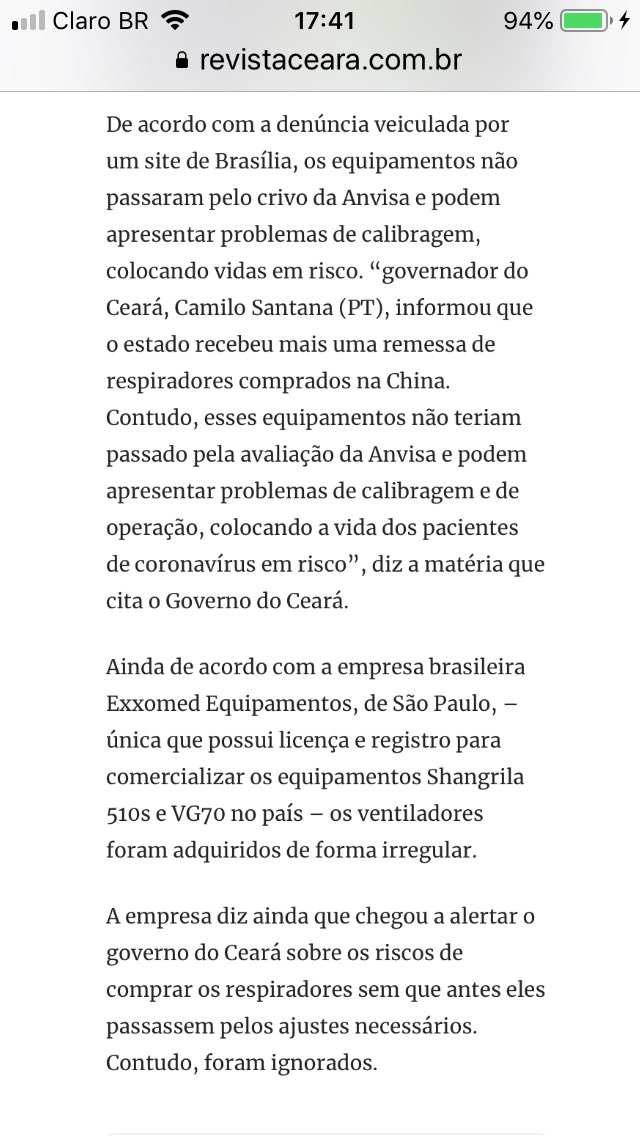 Claro BR 17:41 94%
revistaceara.com.br
De acordo com a denúncia veiculada por
um site de Brasília, os equipamentos não
passaram pelo crivo da Anvisa e podem
apresentar problemas de calibragem,
colocando vidas em risco. “governador do
Ceará, Camilo Santana (PT), informou que
o estado recebeu mais uma remessa de
respiradores comprados na China.
Contudo, esses equipamentos não teriam
passado pela avaliação da Anvisa e podem
apresentar problemas de calibragem e de
operação, colocando a vida dos pacientes
de coronavírus em risco”, diz a matéria que
cita o Governo do Ceará.
Ainda de acordo com a empresa brasileira
Exxomed Equipamentos, de São Paulo, –
única que possui licença e registro para
comercializar os equipamentos Shangrila
510s e VG70 no país – os ventiladores
foram adquiridos de forma irregular.
A empresa diz ainda que chegou a alertar o
governo do Ceará sobre os riscos de
comprar os respiradores sem que antes eles
passassem pelos ajustes necessários.
Contudo, foram ignorados.